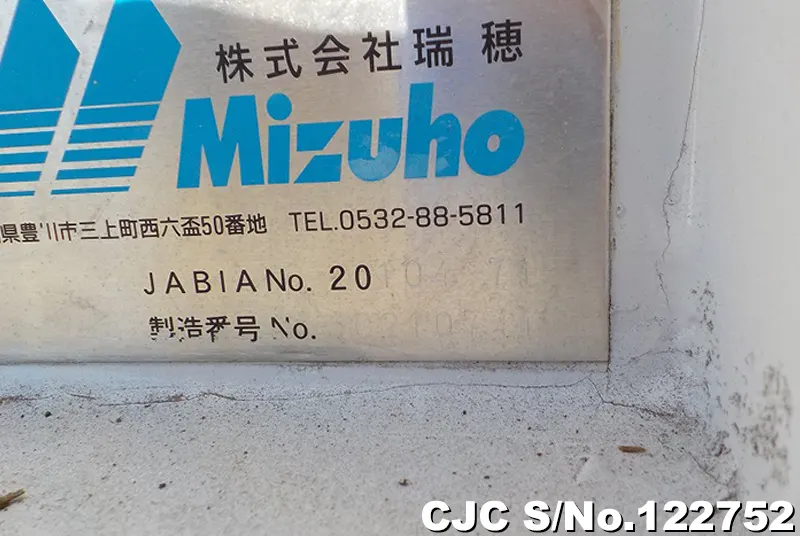 株式会社瑞穂
Mizuho
県豊川市三上町西六盃50番地 TEL.0532-88-5811
JABIA No. 20
製造番号 No.
CJC S/No.122752